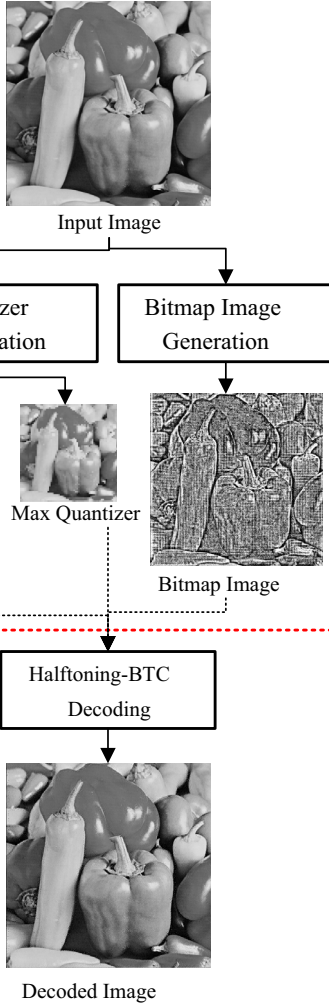 Input Image
zer
Bitmap Image
ation
Generation
Max Quantizer
Bitmap Image
Halftoning-BTC
Decoding
Decoded Image